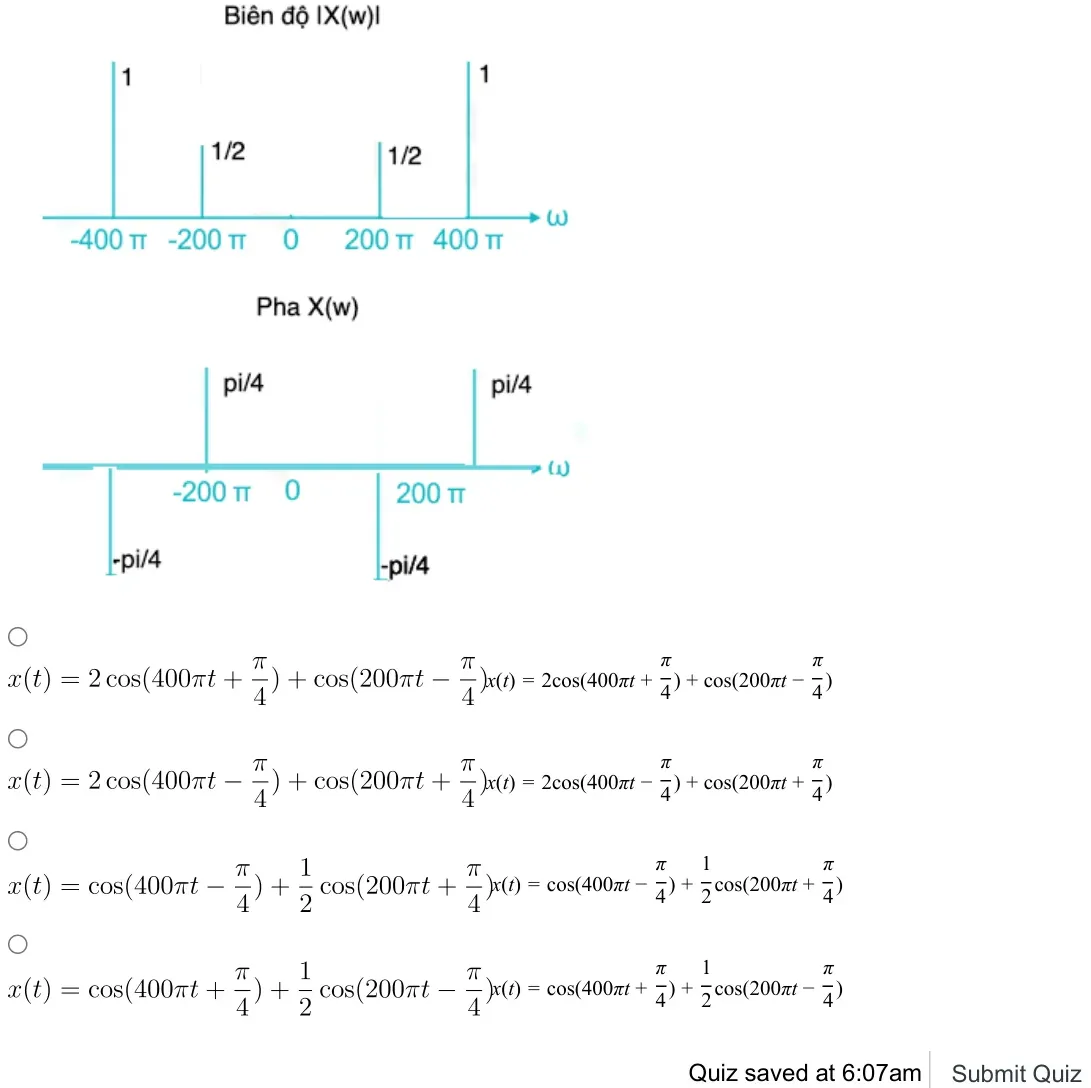 Biên độ |X(w)|
1
1
1/2
1/2
ω
-400 π -200 π 0 200 π 400 π
Pha X(w)
pi/4
pi/4
ω
-200 π 0 200 π
-pi/4
-pi/4
x(t) = 2 cos(400πt + π/4) + cos(200πt − π/4)x(t) = 2cos(400πt + π/4) + cos(200πt − π/4)
x(t) = 2 cos(400πt − π/4) + cos(200πt + π/4)x(t) = 2cos(400πt − π/4) + cos(200πt + π/4)
x(t) = cos(400πt − π/4) + 1/2 cos(200πt + π/4)x(t) = cos(400πt − π/4) + 1/2cos(200πt + π/4)
x(t) = cos(400πt + π/4) + 1/2 cos(200πt − π/4)x(t) = cos(400πt + π/4) + 1/2cos(200πt − π/4)
Quiz saved at 6:07am Submit Quiz